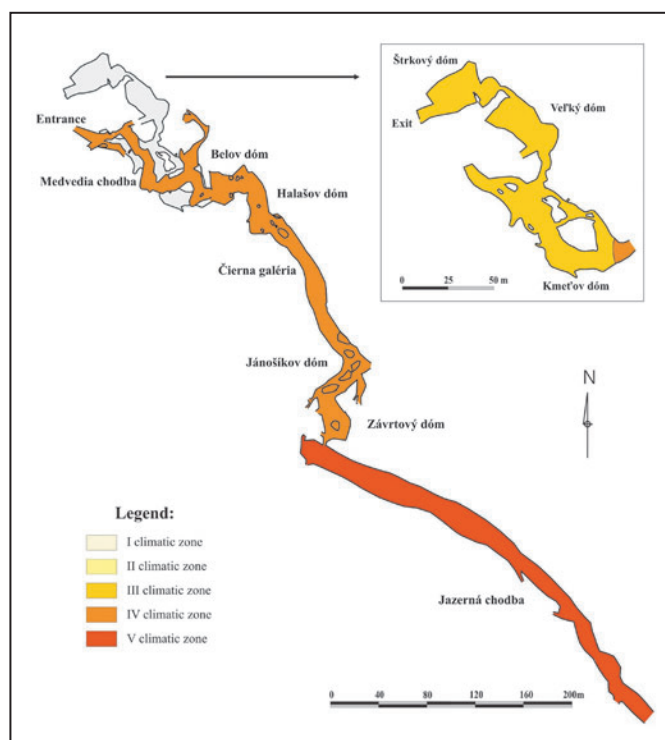 Štrkový dóm
Exit
Veľký dóm
Entrance
Belov dóm
Medvedia chodba
Halašov dóm
0 25 50 m
Kmeťov dóm
Čierna galéria
Jánošíkov dóm
N
Závrtový dóm
Legend:
I climatic zone
II climatic zone
III climatic zone
IV climatic zone
V climatic zone
Jazerná chodba
0 40 80 120 160 200m